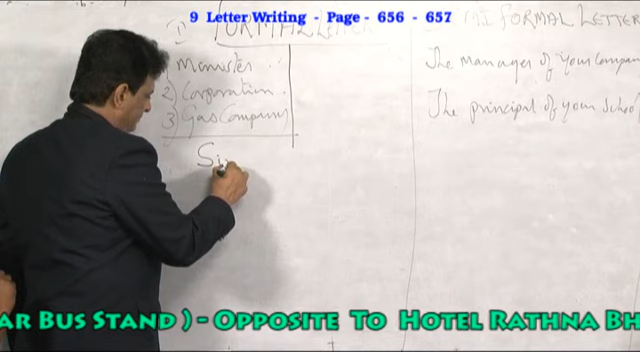 9 Letter Writing - Page - 656 - 657
I) FORMAL LETTER
MI FORMAL LETTER
The manager of your Compan
2) Corporation.
The principal of your School
3) Gas Company
Si
AR BUS STAND ) - OPPOSITE TO HOTEL RATHNA BH